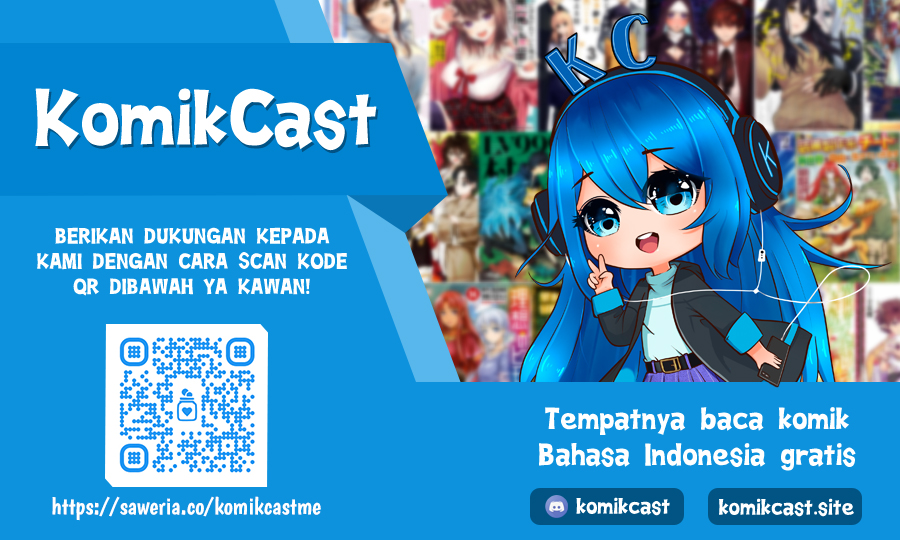 KomikCast
BERIKAN DUKUNGAN KEPADA
KAMI DENGAN CARA SCAN KODE
QR DIBAWAH YA KAWAN!
https://saweria.co/komikcastme
KC
K
Tempatnya baca komik
Bahasa Indonesia gratis
komikcast
komikcast.site